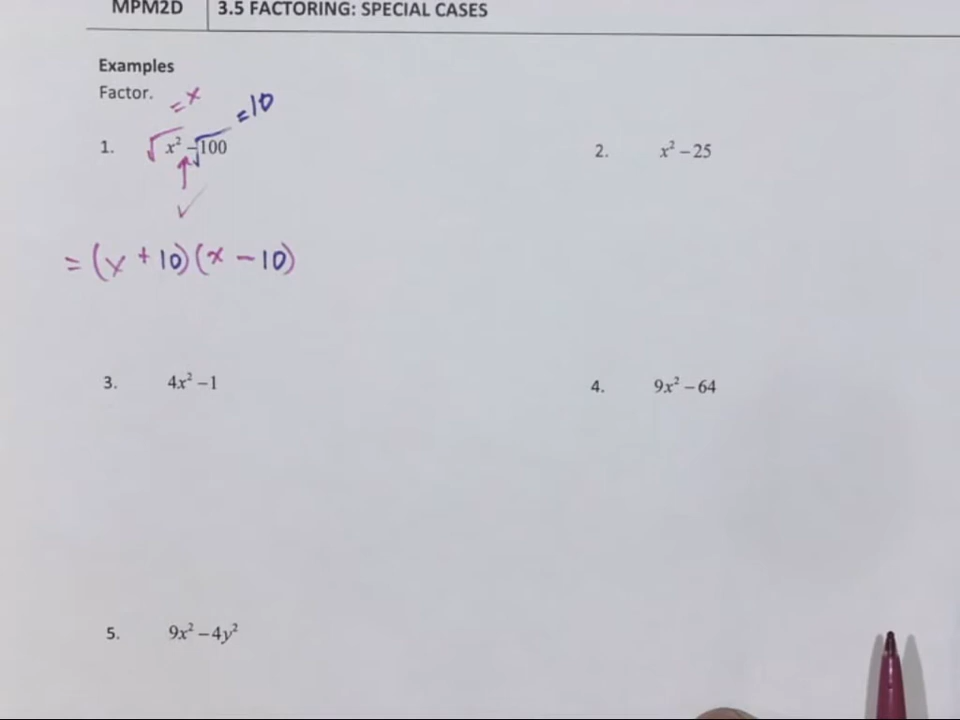 MPM2D 3.5 FACTORING: SPECIAL CASES
Examples
Factor.
= x = 10
1. √x² - √100
2. x² - 25
↑
✓
= (x + 10)(x - 10)
3. 4x² - 1
4. 9x² - 64
5. 9x² - 4y²